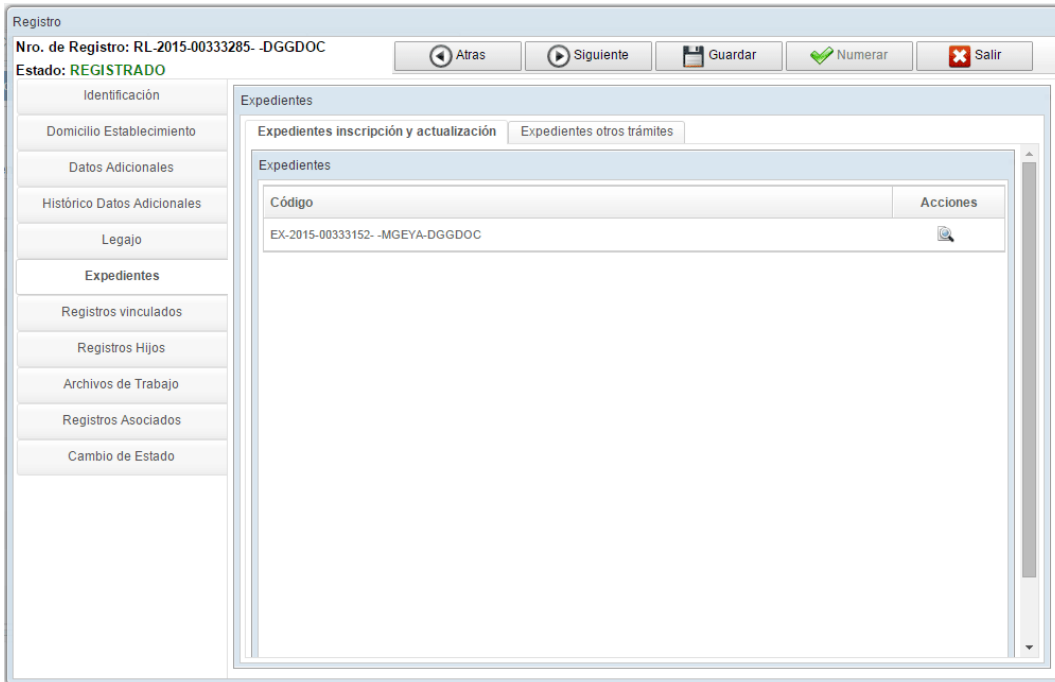 Registro
Nro. de Registro: RL-2015-00333285- -DGGDOC
Estado: REGISTRADO
Atras
Siguiente
Guardar
Numerar
Salir
Identificación
Domicilio Establecimiento
Datos Adicionales
Histórico Datos Adicionales
Legajo
Expedientes
Registros vinculados
Registros Hijos
Archivos de Trabajo
Registros Asociados
Cambio de Estado
Expedientes
Expedientes inscripción y actualización
Expedientes otros trámites
Expedientes
Código
Acciones
EX-2015-00333152- -MGEYA-DGGDOC